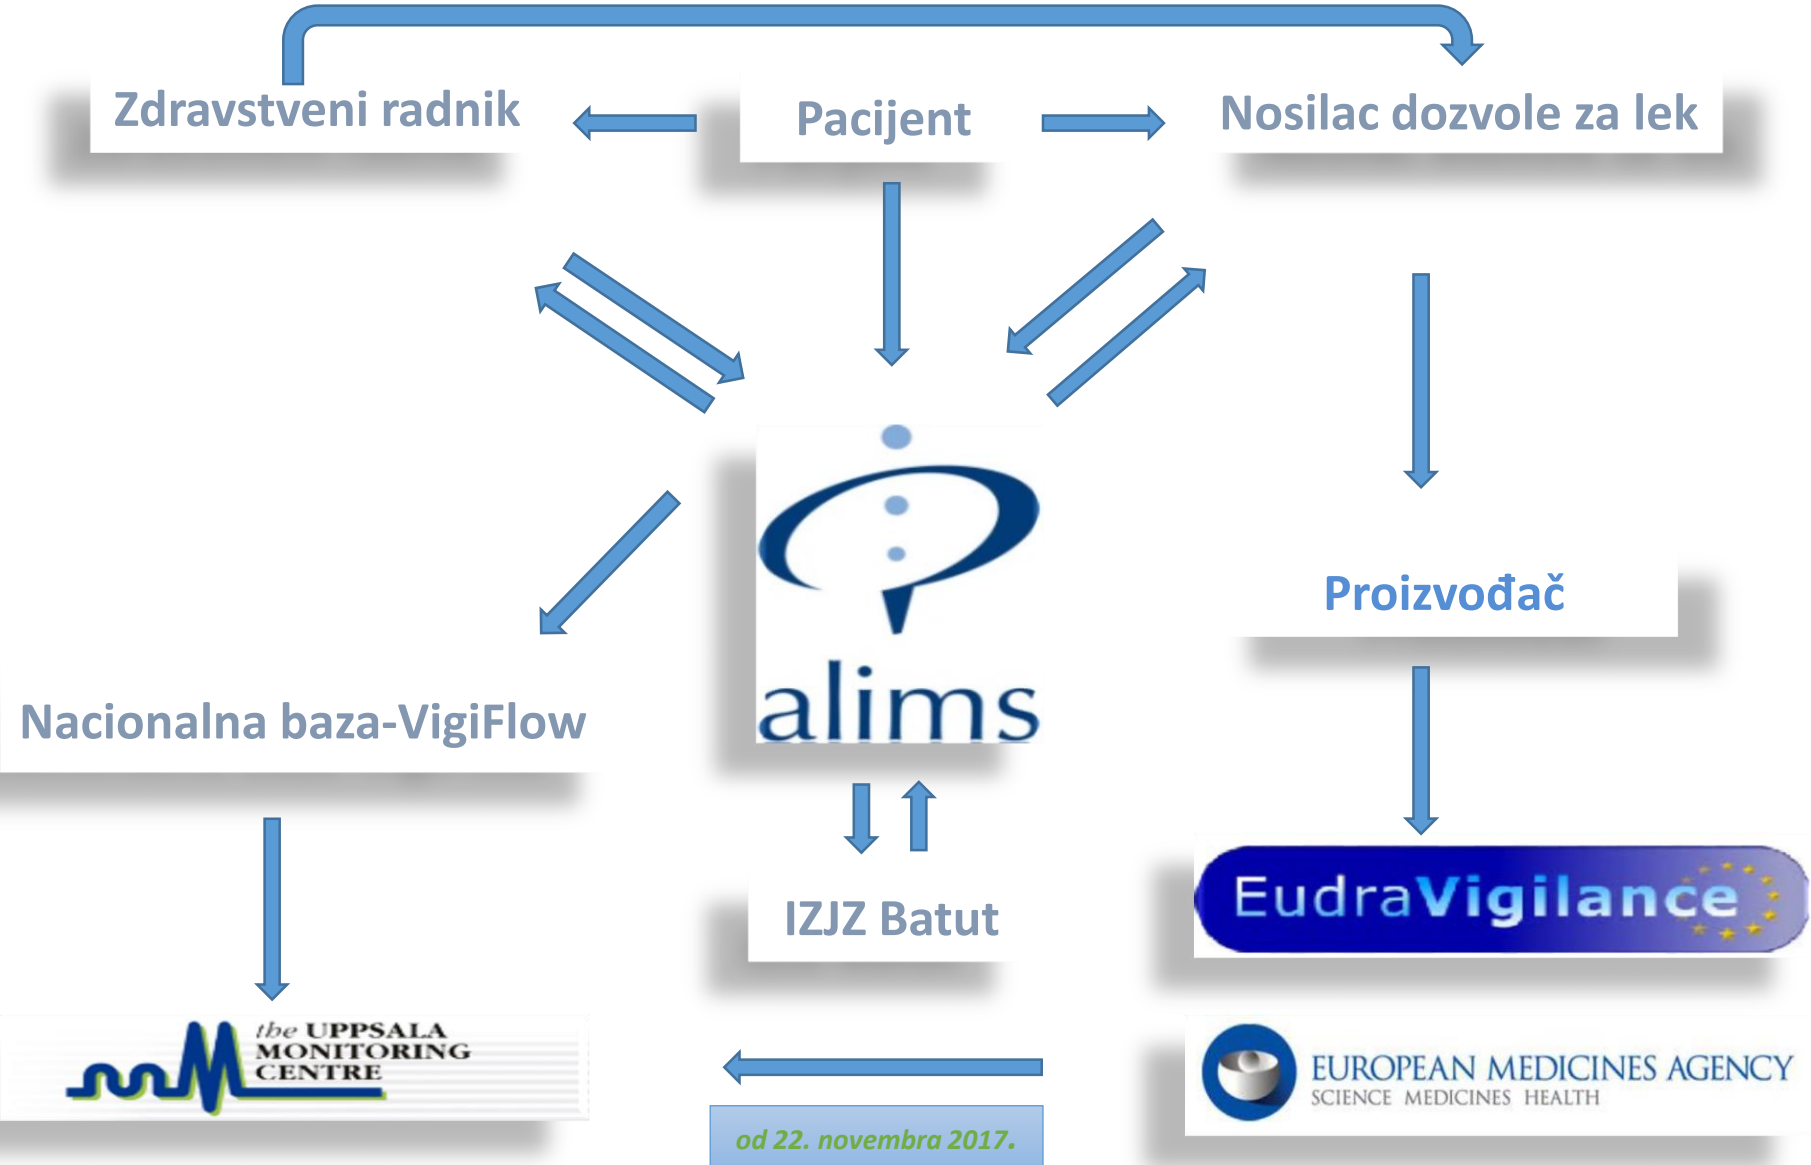 Zdravstveni radnik
Pacijent
Nosilac dozvole za lek
alims
Proizvođač
Nacionalna baza-VigiFlow
IZJZ Batut
EudraVigilance
the UPPSALA
MONITORING
CENTRE
EUROPEAN MEDICINES AGENCY
SCIENCE MEDICINES HEALTH
od 22. novembra 2017.